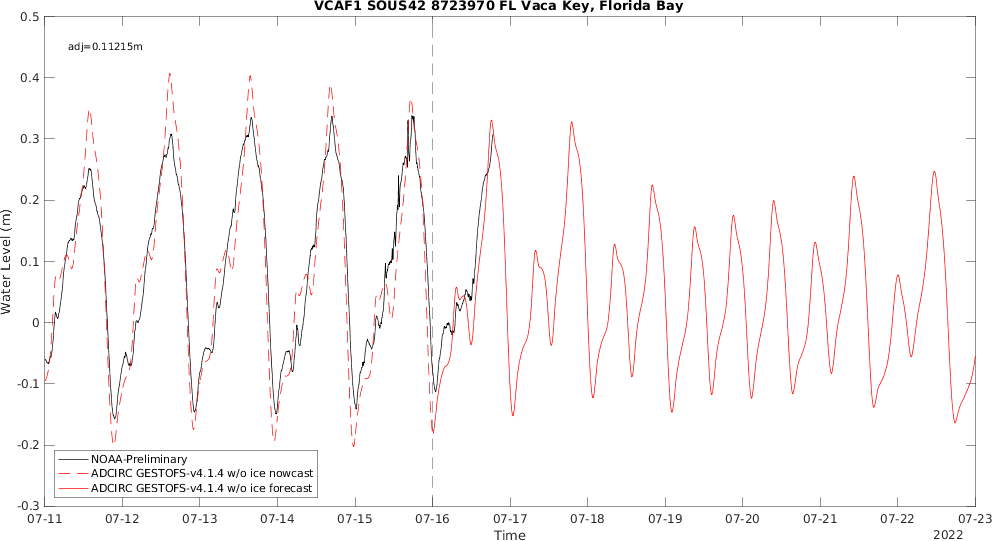 VCAF1 SOUS42 8723970 FL Vaca Key, Florida Bay
adj=0.11215m
0.5
0.4
0.3
0.2
0.1
0
-0.1
-0.2
-0.3
Water Level (m)
NOAA-Preliminary
ADCIRC GESTOFS-v4.1.4 w/o ice nowcast
ADCIRC GESTOFS-v4.1.4 w/o ice forecast
07-11 07-12 07-13 07-14 07-15 07-16 07-17 07-18 07-19 07-20 07-21 07-22 07-23
Time
2022